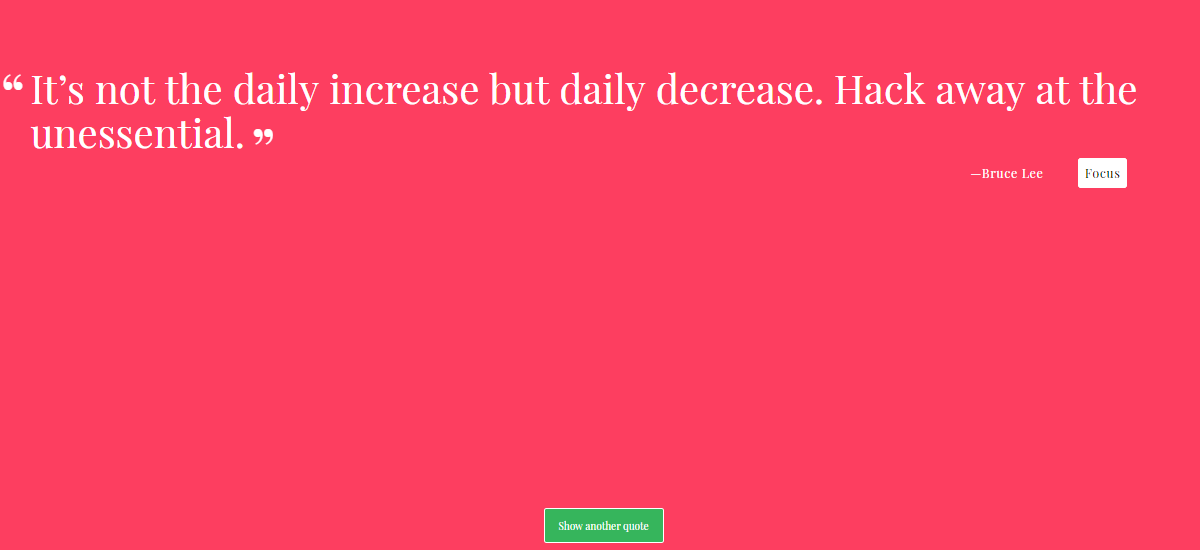 “ It’s not the daily increase but daily decrease. Hack away at the
unessential. ”
—Bruce Lee Focus
Show another quote